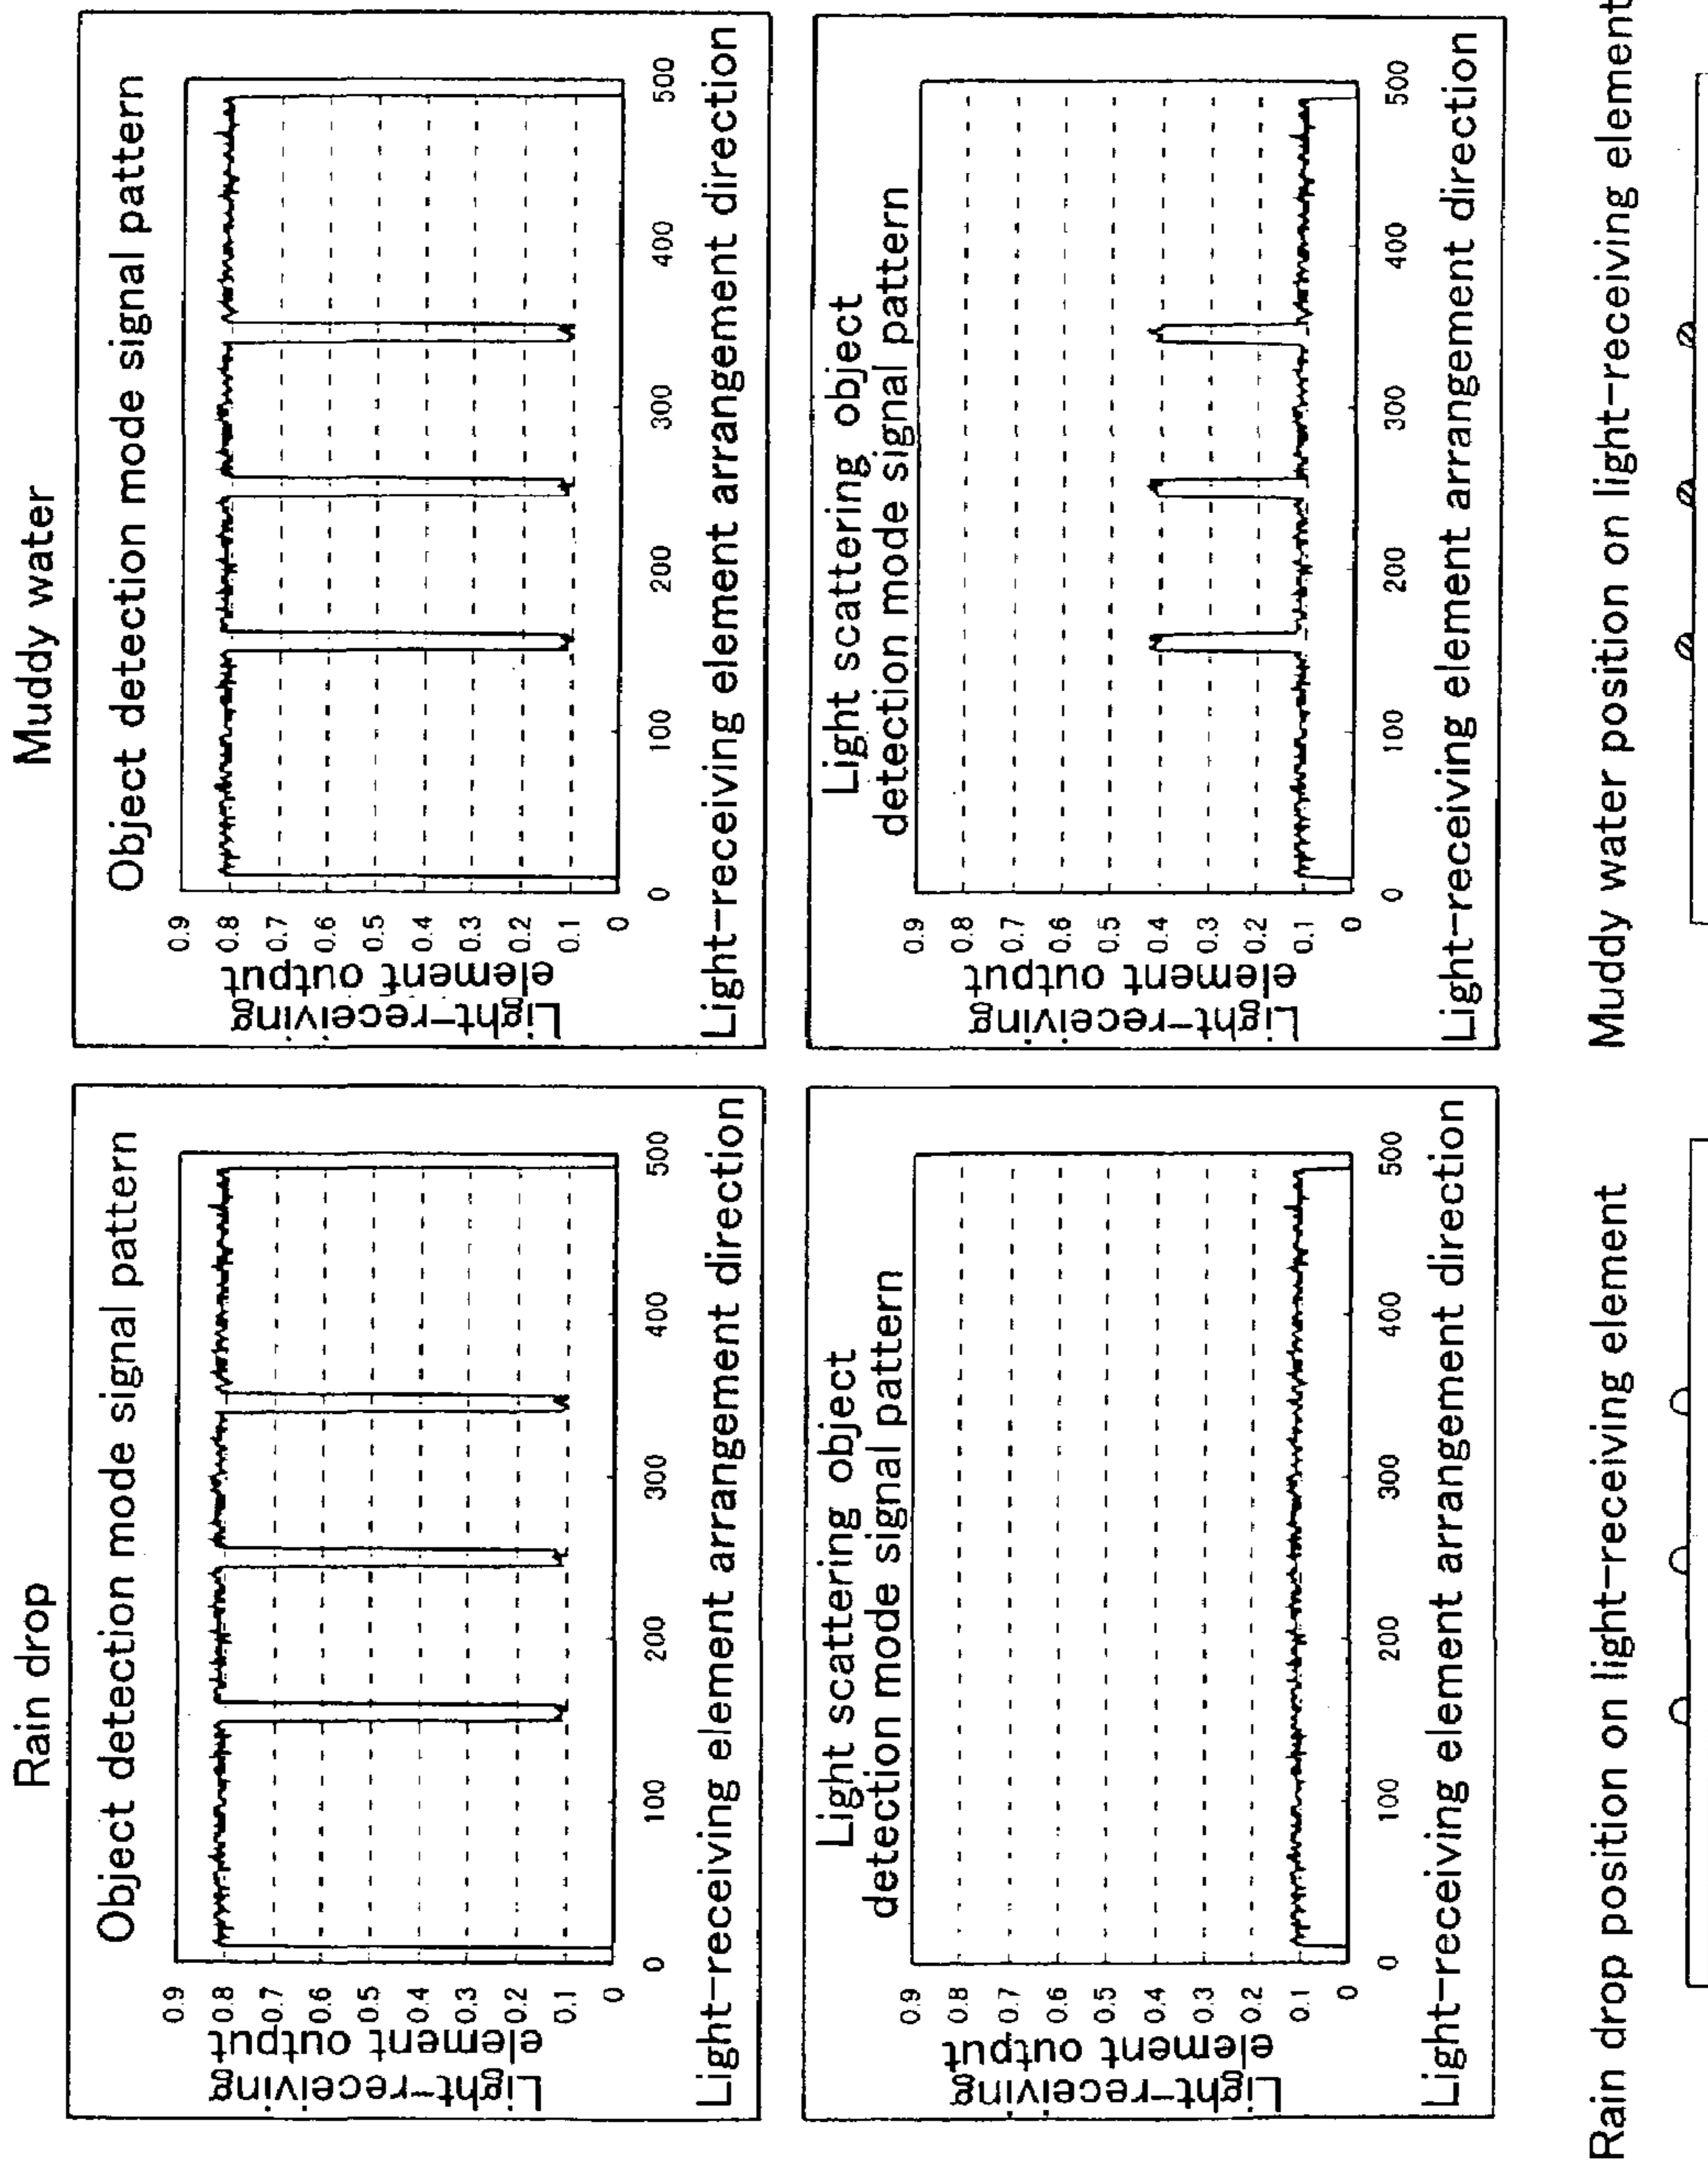 Rain drop
Object detection mode signal pattern
Light-receiving
element output
0.9
0.8
0.7
0.6
0.5
0.4
0.3
0.2
0.1
0
0
100
200
300
400
500
Light-receiving element arrangement direction
Light scattering object
detection mode signal pattern
Light-receiving
element output
0.9
0.8
0.7
0.6
0.5
0.4
0.3
0.2
0.1
0
0
100
200
300
400
500
Light-receiving element arrangement direction
Rain drop position on light-receiving element
Muddy water
Object detection mode signal pattern
Light-receiving
element output
0.9
0.8
0.7
0.6
0.5
0.4
0.3
0.2
0.1
0
0
100
200
300
400
500
Light-receiving element arrangement direction
Light scattering object
detection mode signal pattern
Light-receiving
element output
0.9
0.8
0.7
0.6
0.5
0.4
0.3
0.2
0.1
0
0
100
200
300
400
500
Light-receiving element arrangement direction
Muddy water position on light-receiving element